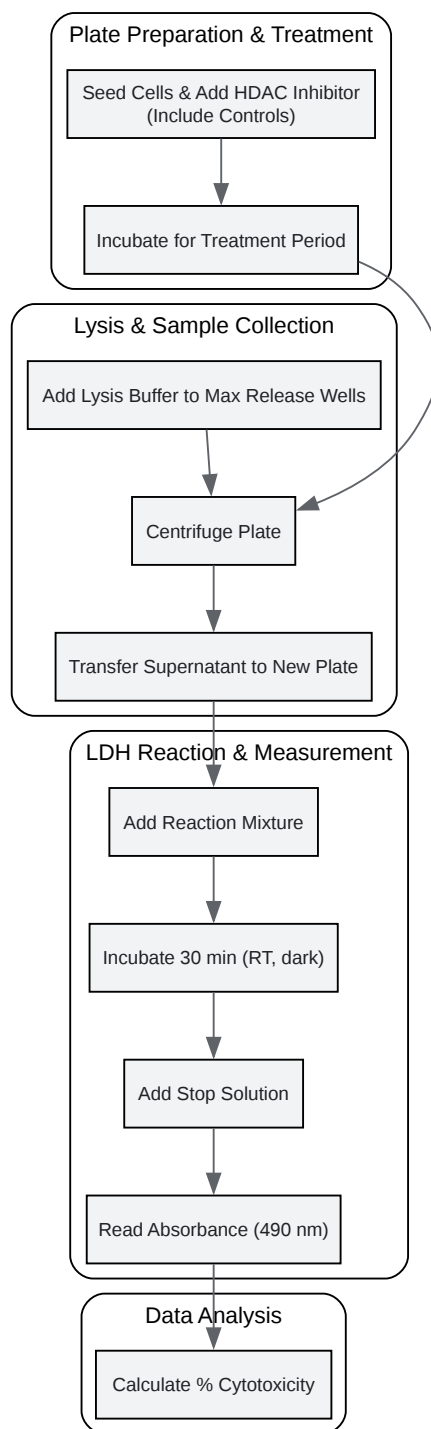 Plate Preparation & Treatment
Seed Cells & Add HDAC Inhibitor
(Include Controls)
Incubate for Treatment Period
Lysis & Sample Collection
Add Lysis Buffer to Max Release Wells
Centrifuge Plate
Transfer Supernatant to New Plate
LDH Reaction & Measurement
Add Reaction Mixture
Incubate 30 min (RT, dark)
Add Stop Solution
Read Absorbance (490 nm)
Data Analysis
Calculate % Cytotoxicity